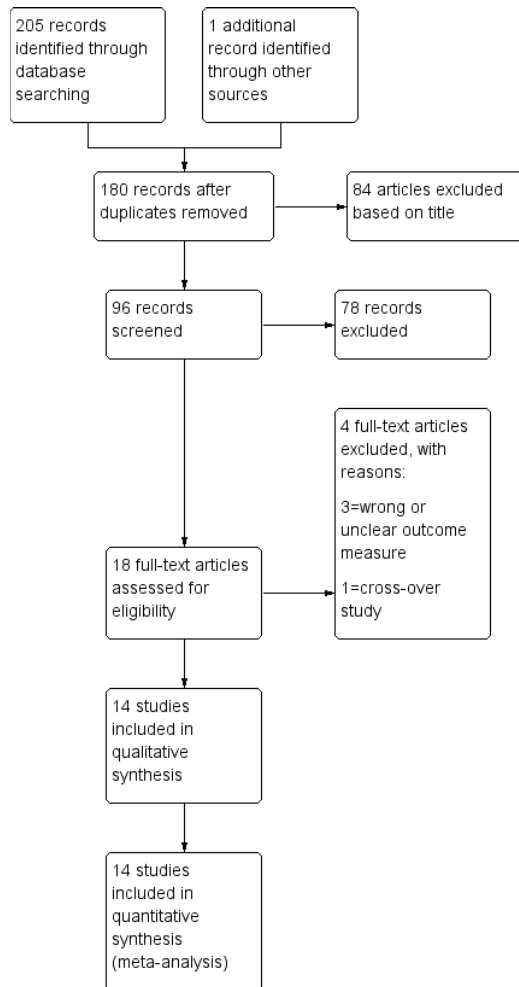 205 records
identified through
database
searching
1 additional
record identified
through other
sources
180 records after
duplicates removed
84 articles excluded
based on title
96 records
screened
78 records
excluded
4 full-text articles
excluded, with
reasons:
3=wrong or
unclear outcome
measure
1=cross-over
study
18 full-text articles
assessed for
eligibility
14 studies
included in
qualitative
synthesis
14 studies
included in
quantitative
synthesis
(meta-analysis)